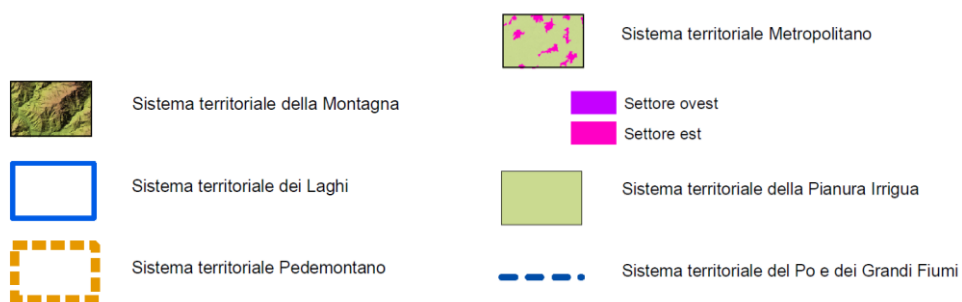 Sistema territoriale della Montagna
Sistema territoriale dei Laghi
Sistema territoriale Pedemontano
Sistema territoriale Metropolitano
Settore ovest
Settore est
Sistema territoriale della Pianura Irrigua
Sistema territoriale del Po e dei Grandi Fiumi